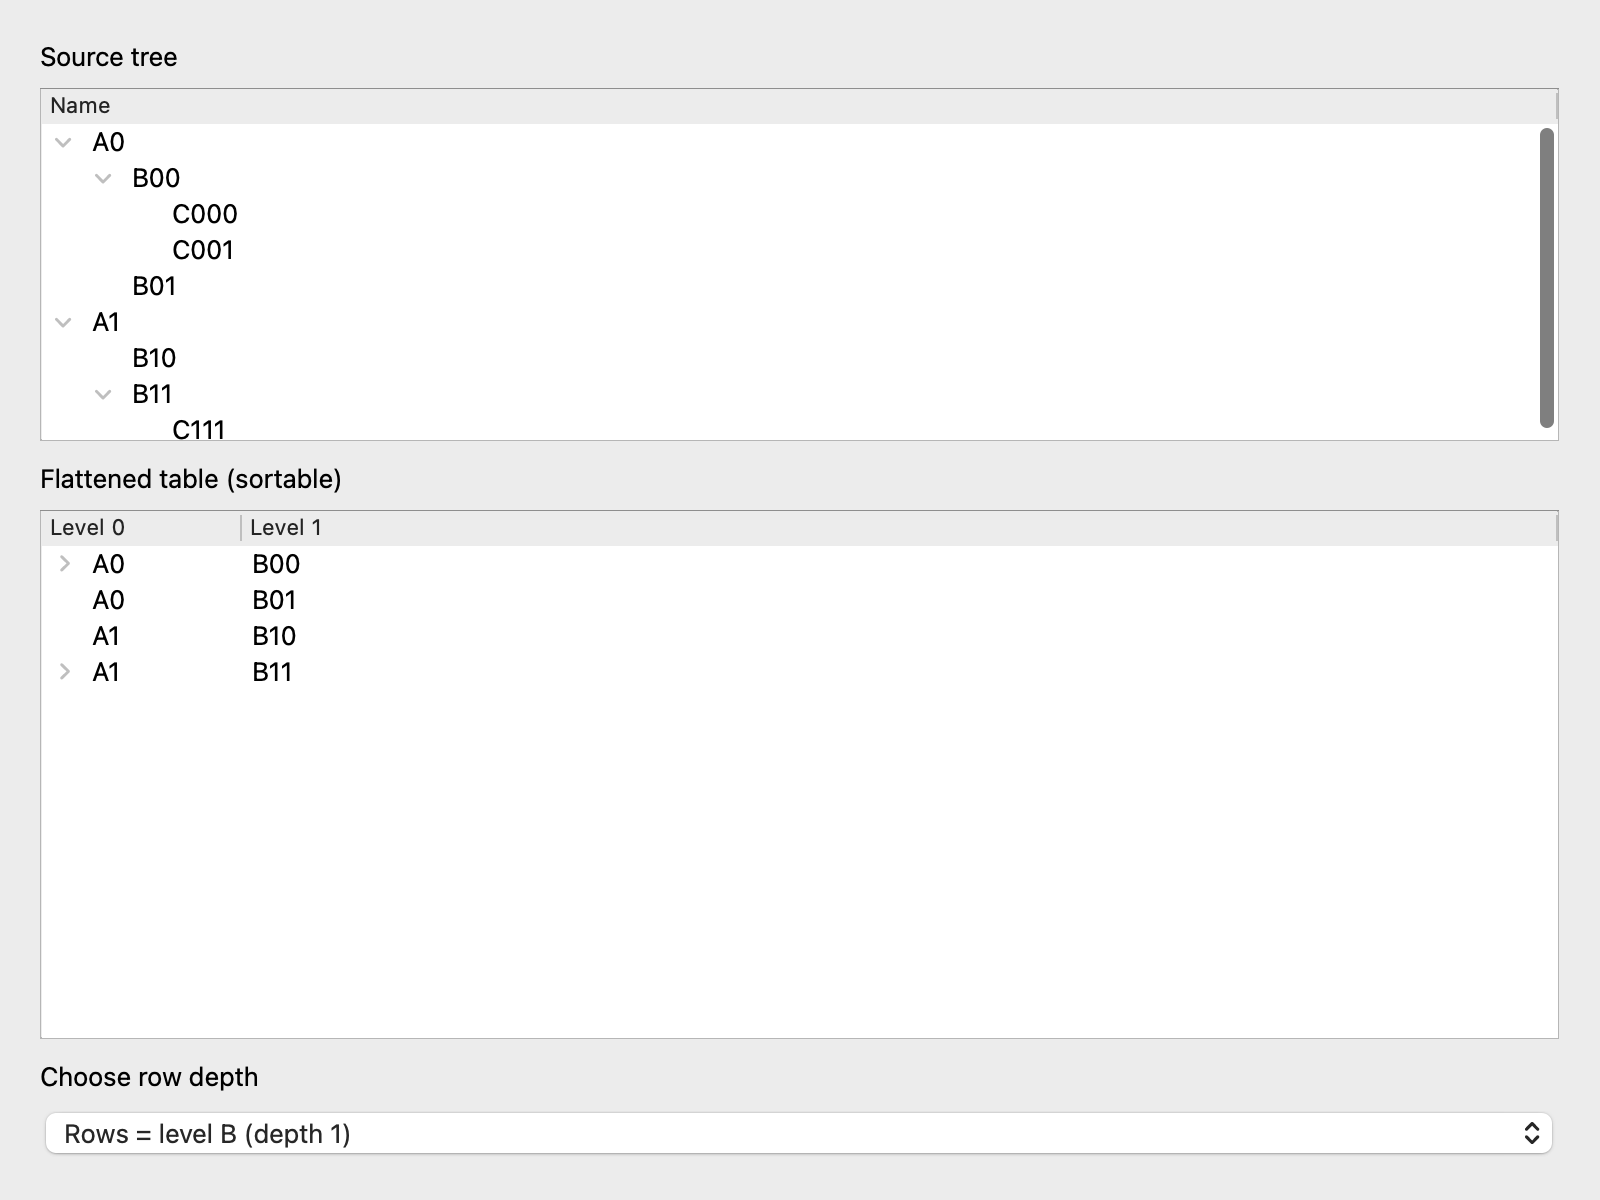 Source tree
Name
A0
B00
C000
C001
B01
A1
B10
B11
C111
Flattened table (sortable)
Level 0 Level 1
A0 B00
A0 B01
A1 B10
A1 B11
Choose row depth
Rows = level B (depth 1)